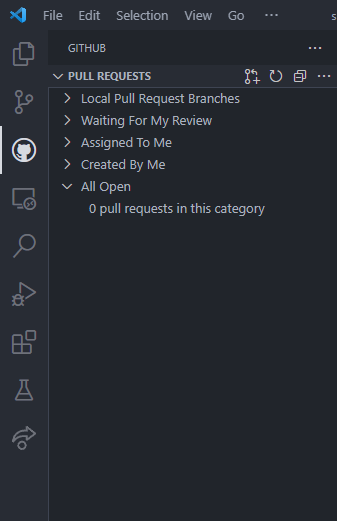 File Edit Selection View Go ··· s
GITHUB ···
PULL REQUESTS ···
Local Pull Request Branches
Waiting For My Review
Assigned To Me
Created By Me
All Open
0 pull requests in this category